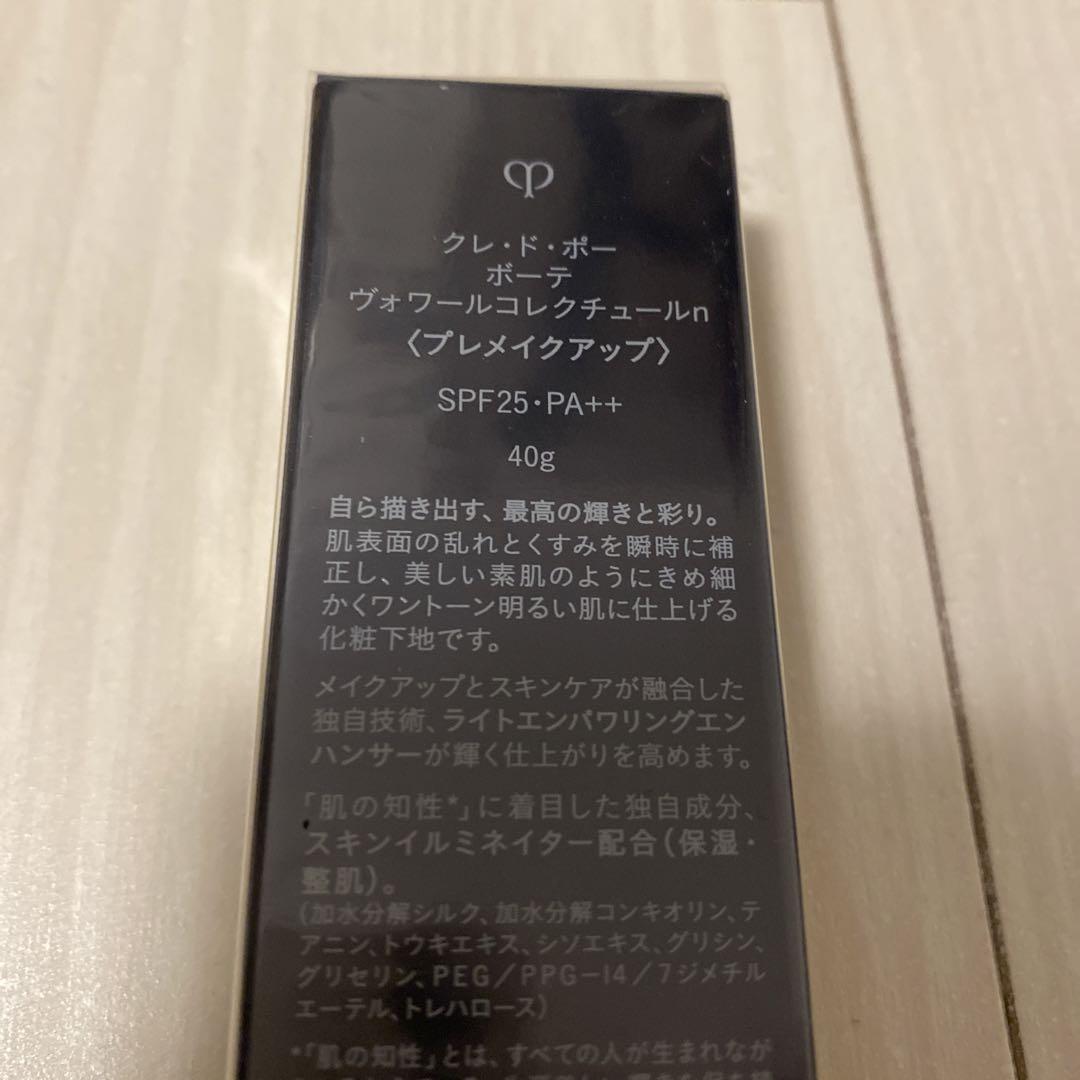 クレ・ド・ポー
ボーテ
ヴォワールコレクチュールn
〈プレメイクアップ〉
SPF25・PA++
40g
自ら描き出す、最高の輝きと彩り。
肌表面の乱れとくすみを瞬時に補
正し、美しい素肌のようにきめ細
かくワントーン明るい肌に仕上げる
化粧下地です。
メイクアップとスキンケアが融合した
独自技術、ライトエンパワリングエン
ハンサーが輝く仕上がりを高めます。
「肌の知性*」に着目した独自成分、
スキンイルミネイター配合(保湿・
整肌)。
(加水分解シルク、加水分解コンキオリン、テ
アニン、トウキエキス、シソエキス、グリシン、
グリセリン、PEG/PPG-14/7ジメチル
エーテル、トレハロース)
*「肌の知性」とは、すべての人が生まれなが